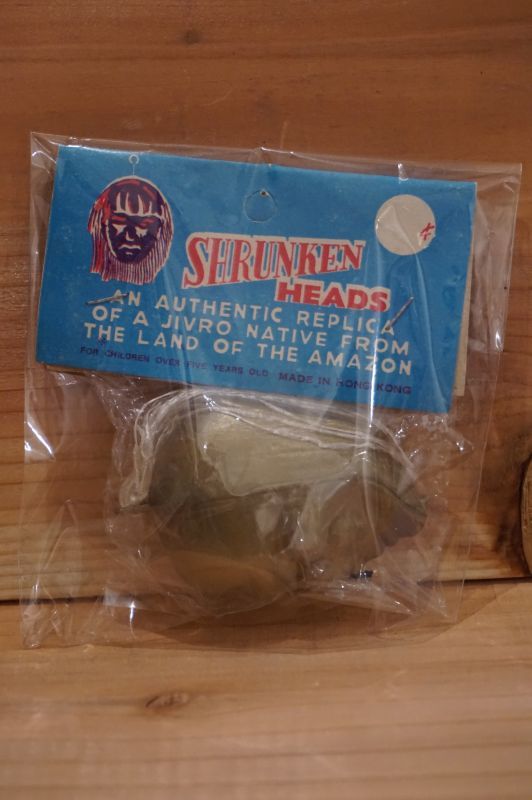 SHRUNKEN
HEADS
AN AUTHENTIC REPLICA
OF A JIVRO NATIVE FROM
THE LAND OF THE AMAZON
FOR CHILDREN OVER FIVE YEARS OLD MADE IN HONG KONG